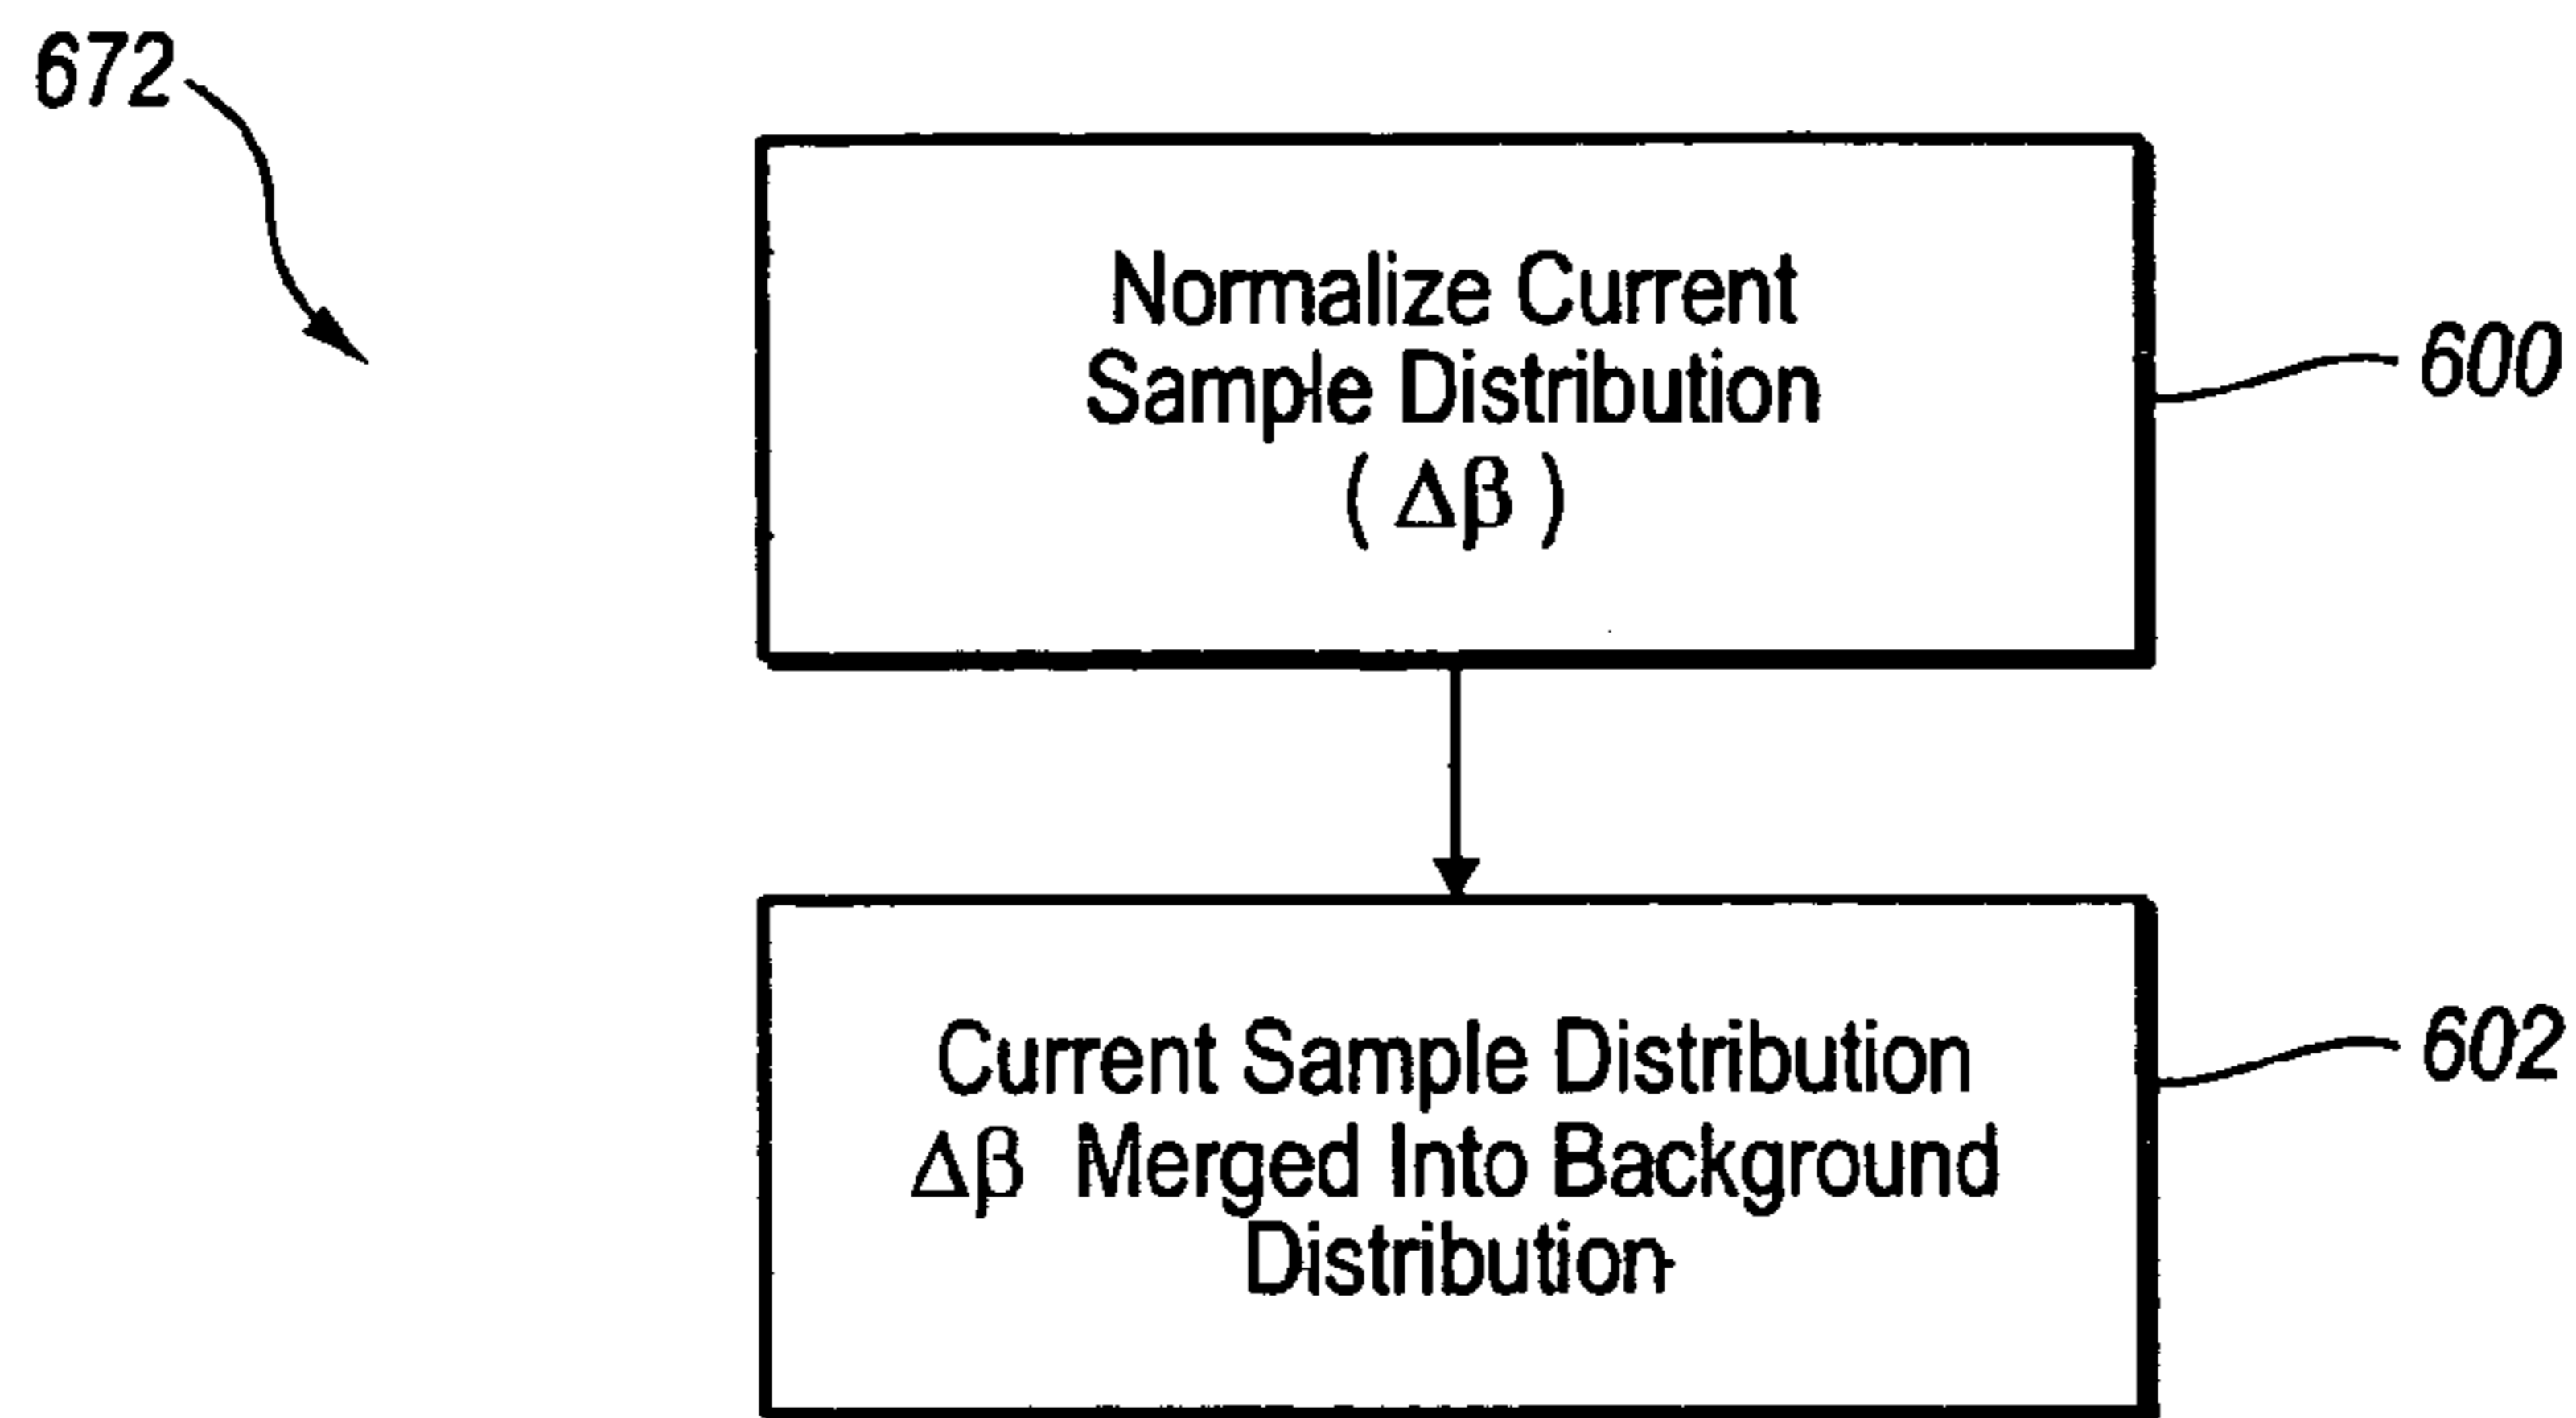 672
Normalize Current
Sample Distribution
( Δβ )
600
Current Sample Distribution
Δβ Merged Into Background
Distribution
602